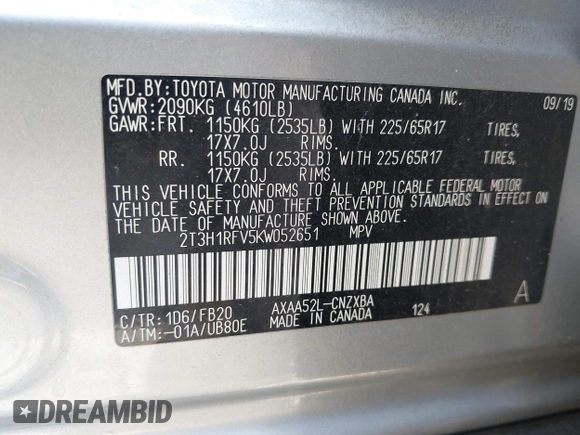 MFD.BY: TOYOTA MOTOR MANUFACTURING CANADA INC.
GVWR: 2090KG (4610LB) 09/19
GAWR: FRT. 1150KG (2535LB) WITH 225/65R17 TIRES,
17X7.0J RIMS.
RR. 1150KG (2535LB) WITH 225/65R17 TIRES,
17X7.0J RIMS.
THIS VEHICLE CONFORMS TO ALL APPLICABLE FEDERAL MOTOR
VEHICLE SAFETY AND THEFT PREVENTION STANDARDS IN EFFECT ON
THE DATE OF MANUFACTURE SHOWN ABOVE.
2T3H1RFV5KW052651 MPV
C/TR: 1D6/FB20 AXAA52L-CNZXBA A
A/TM: -01A/UB80E MADE IN CANADA 124
DREAMBID